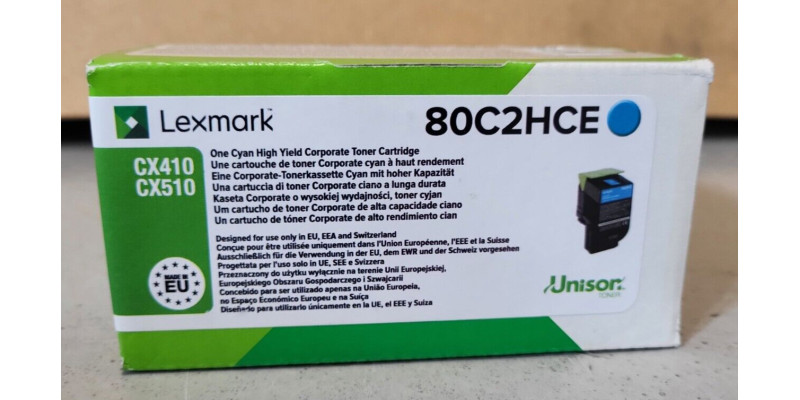 Lexmark
80C2HCE
CX410
CX510
One Cyan High Yield Corporate Toner Cartridge
Une cartouche de toner Corporate cyan à haut rendement
Eine Corporate-Tonerkassette Cyan mit hoher Kapazität
Una cartuccia di toner Corporate ciano a lunga durata
Kaseta Corporate o wysokiej wydajności, toner cyjan
Um cartucho de toner Corporate de alta capacidade ciano
Un cartucho de tóner Corporate de alto rendimiento cian
Designed for use only in EU, EEA and Switzerland
Conçue pour être utilisée uniquement dans l'Union Européenne, l'EEE et la Suisse
Ausschließlich für die Verwendung in der EU, dem EWR und der Schweiz vorgesehen
Progettata per l'uso solo in UE, SEE e Svizzera
Przeznaczony do użytku wyłącznie na terenie Unii Europejskiej,
Europejskiego Obszaru Gospodarczego i Szwajcarii
Concebido para ser utilizado apenas na União Europeia,
no Espaço Económico Europeu e na Suíça
Diseñado para utilizarlo únicamente en la UE, el EEE y Suiza
MADE IN
EU
Unison
TONER